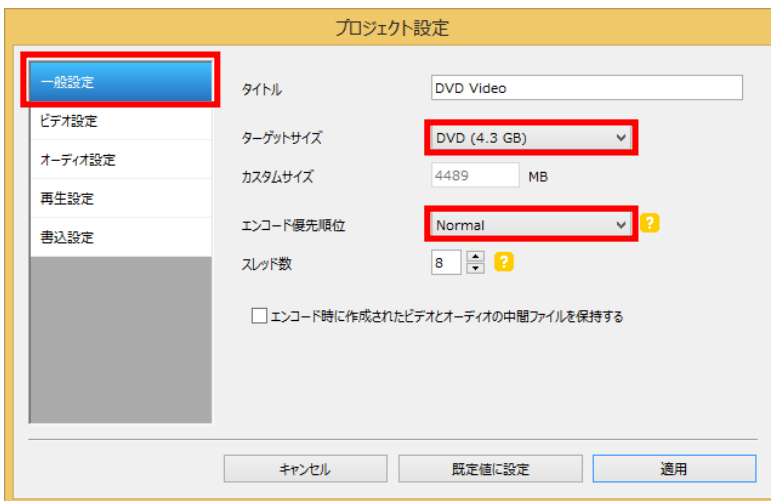 プロジェクト設定
一般設定
ビデオ設定
オーディオ設定
再生設定
書込設定
タイトル DVD Video
ターゲットサイズ DVD (4.3 GB)
カスタムサイズ 4489 MB
エンコード優先順位 Normal ?
スレッド数 8 ?
エンコード時に作成されたビデオとオーディオの中間ファイルを保持する
キャンセル 既定値に設定 適用